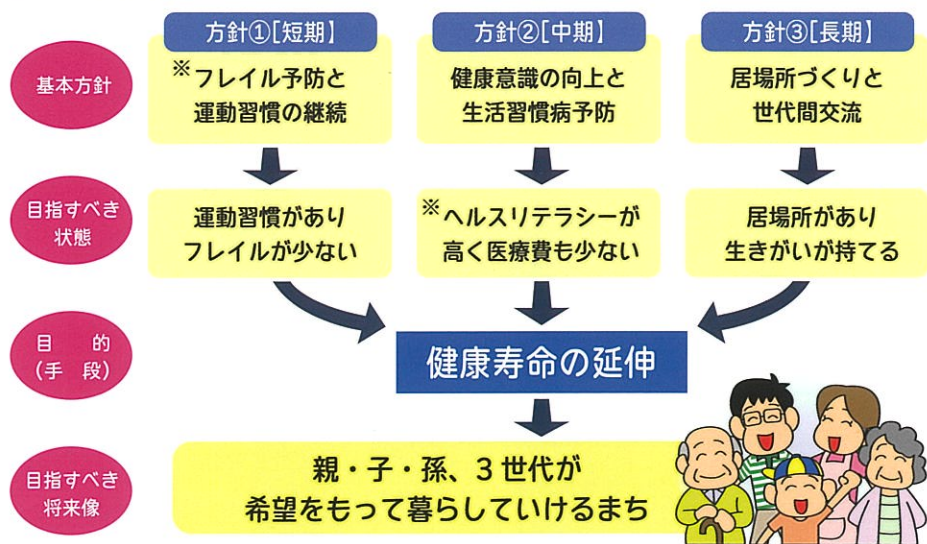 方針①[短期】
方針②[中期】
方針③[長期】
基本方針
※フレイル予防と
運動習慣の継続
健康意識の向上と
生活習慣病予防
居場所づくりと
世代間交流
目指すべき
状態
運動習慣があり
フレイルが少ない
※ヘルスリテラシーが
高く医療費も少ない
居場所があり
生きがいが持てる
目 的
(手 段)
健康寿命の延伸
目指すべき
将来像
親・子・孫、3世代が
希望をもって暮らしていけるまち